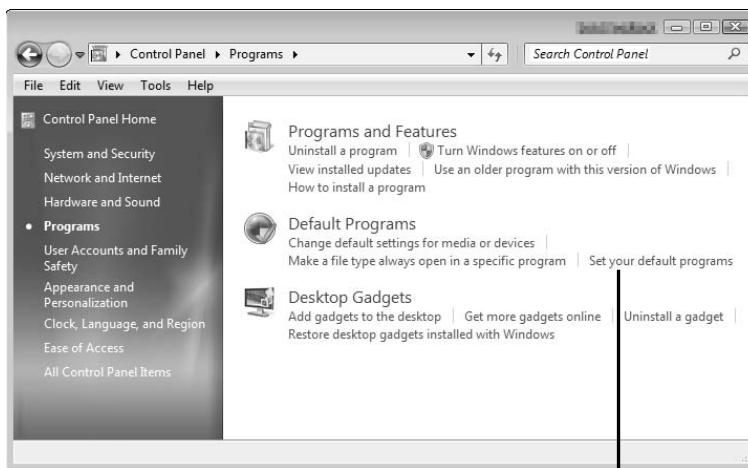 Control Panel Programs
Search Control Panel
File Edit View Tools Help
Control Panel Home
System and Security
Network and Internet
Hardware and Sound
Programs
User Accounts and Family
Safety
Appearance and
Personalization
Clock, Language, and Region
Ease of Access
All Control Panel Items
Programs and Features
Uninstall a program Turn Windows features on or off
View installed updates Use an older program with this version of Windows
How to install a program
Default Programs
Change default settings for media or devices
Make a file type always open in a specific program Set your default programs
Desktop Gadgets
Add gadgets to the desktop Get more gadgets online Uninstall a gadget
Restore desktop gadgets installed with Windows